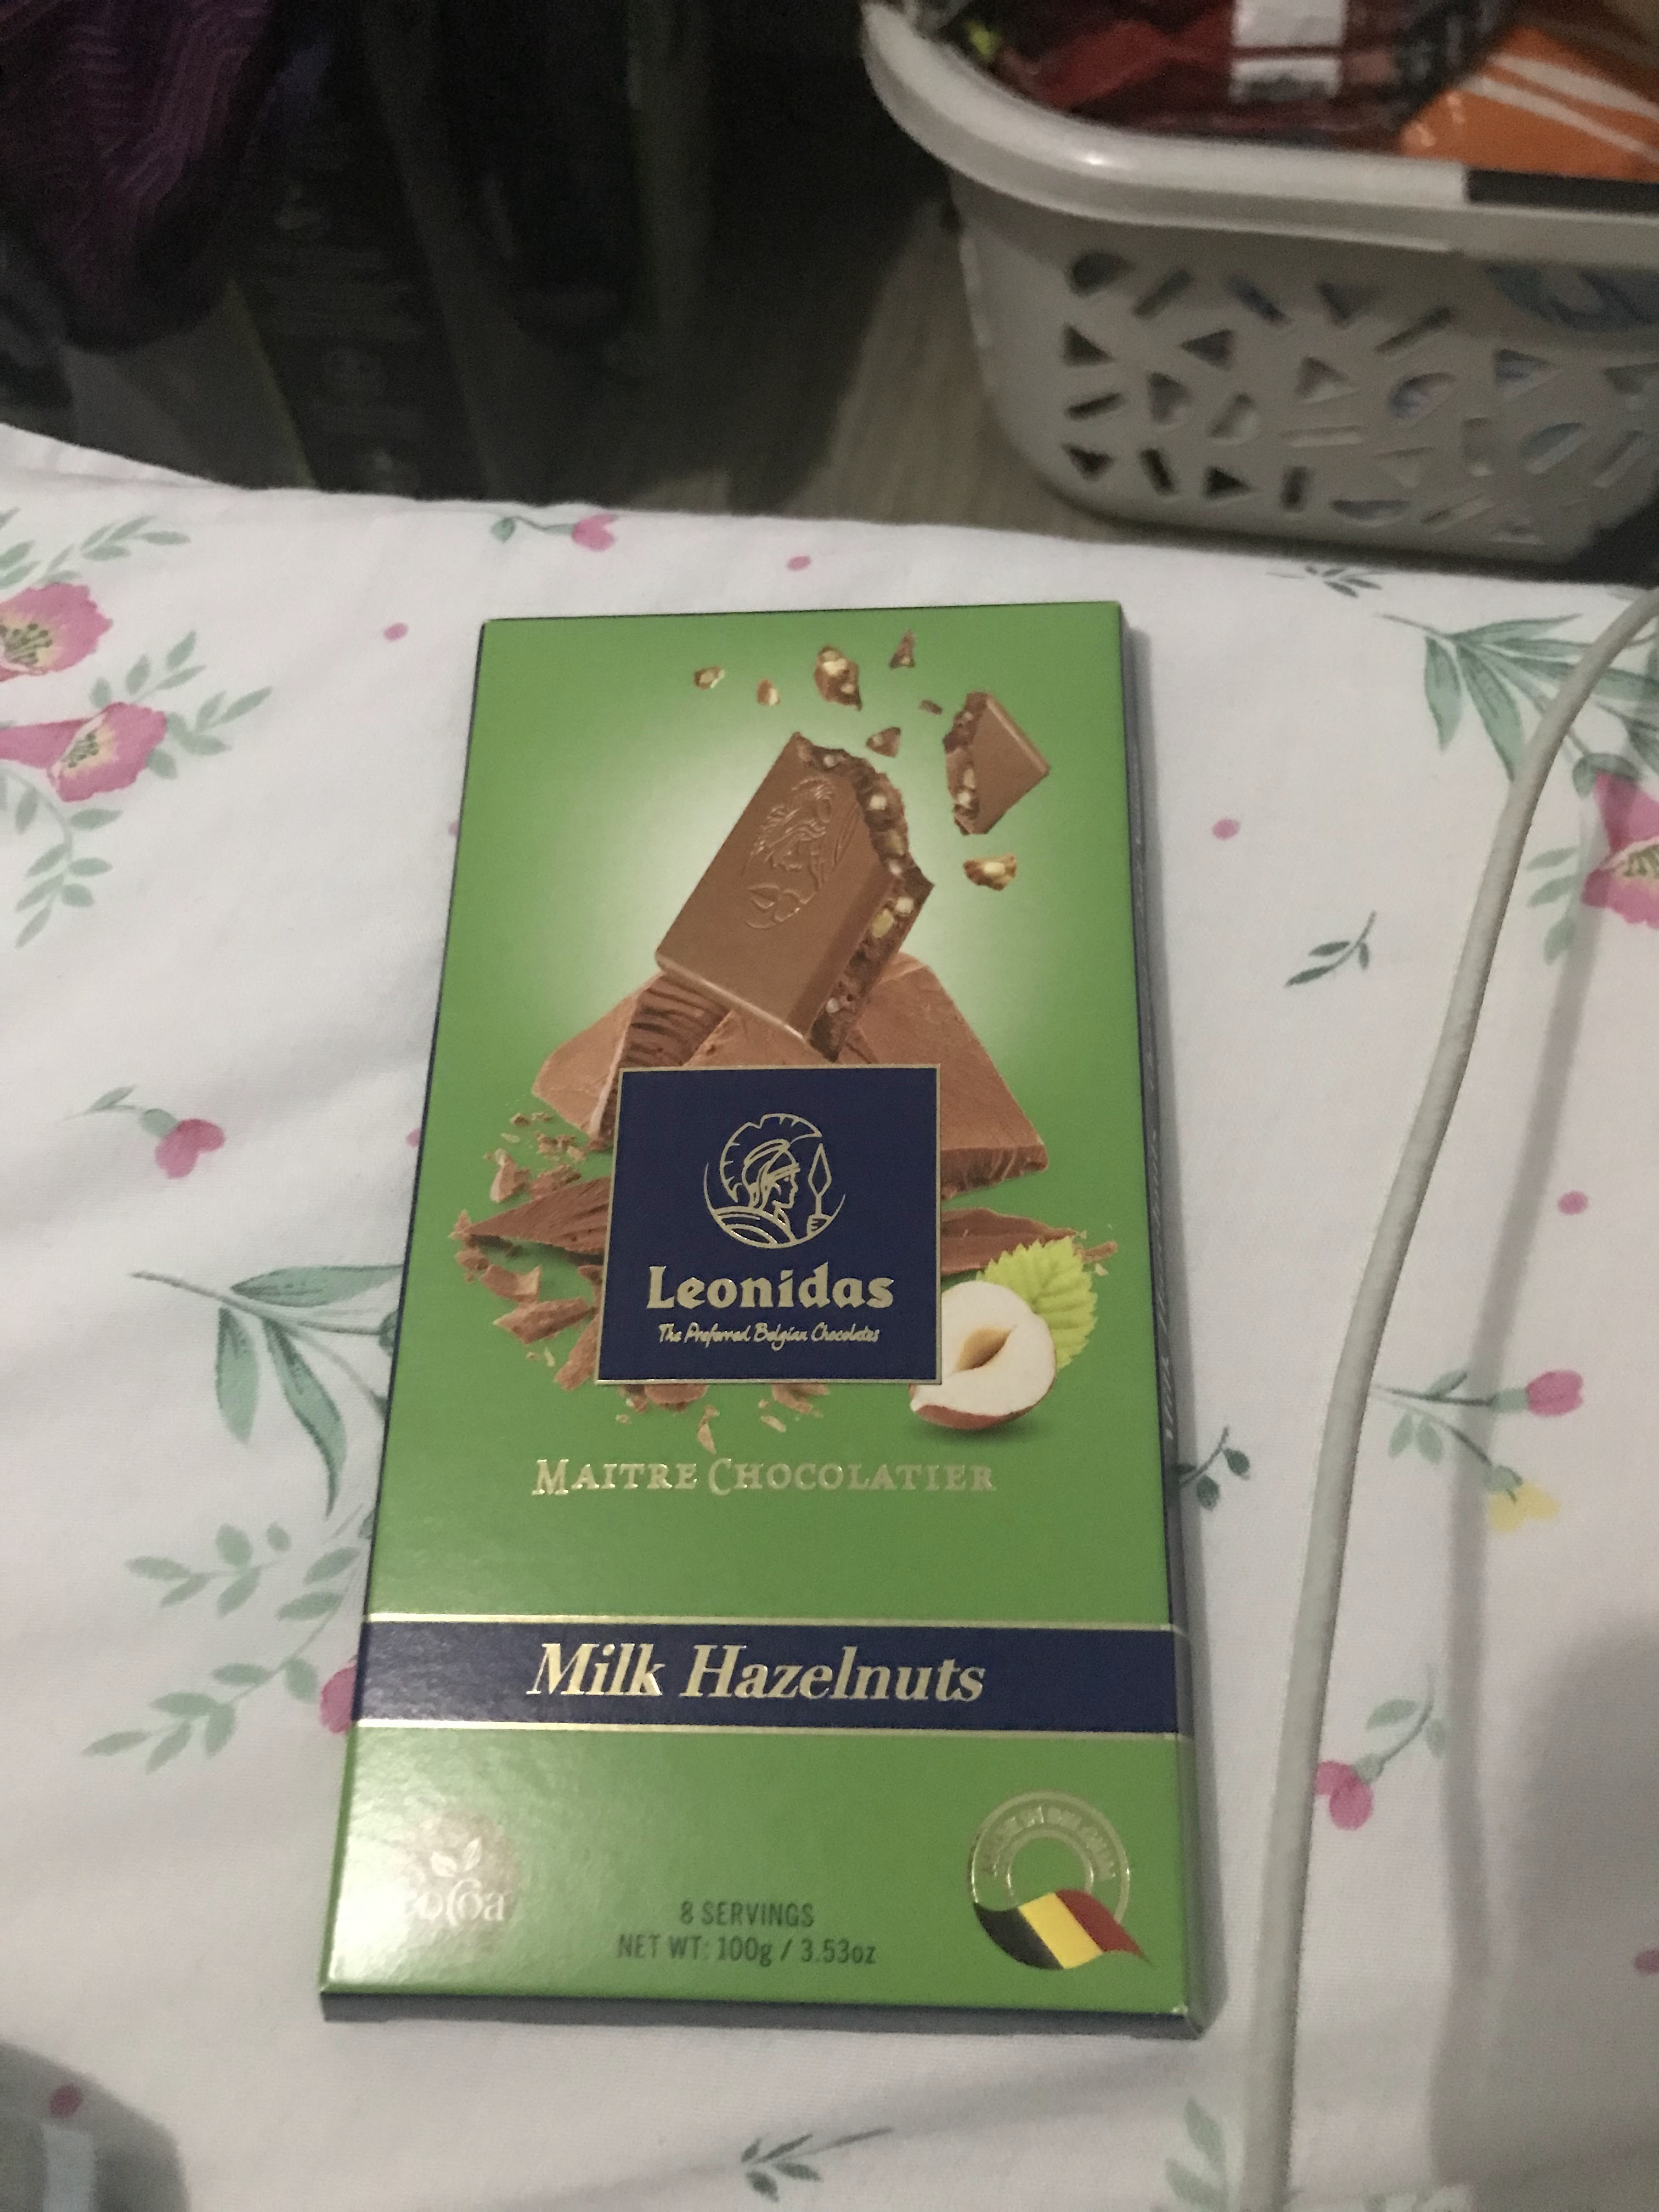 Leonidas
The Preferred Belgian Chocolates
MAITRE CHOCOLATIER
Milk Hazelnuts
8 SERVINGS
NET WT: 100g / 3.53oz